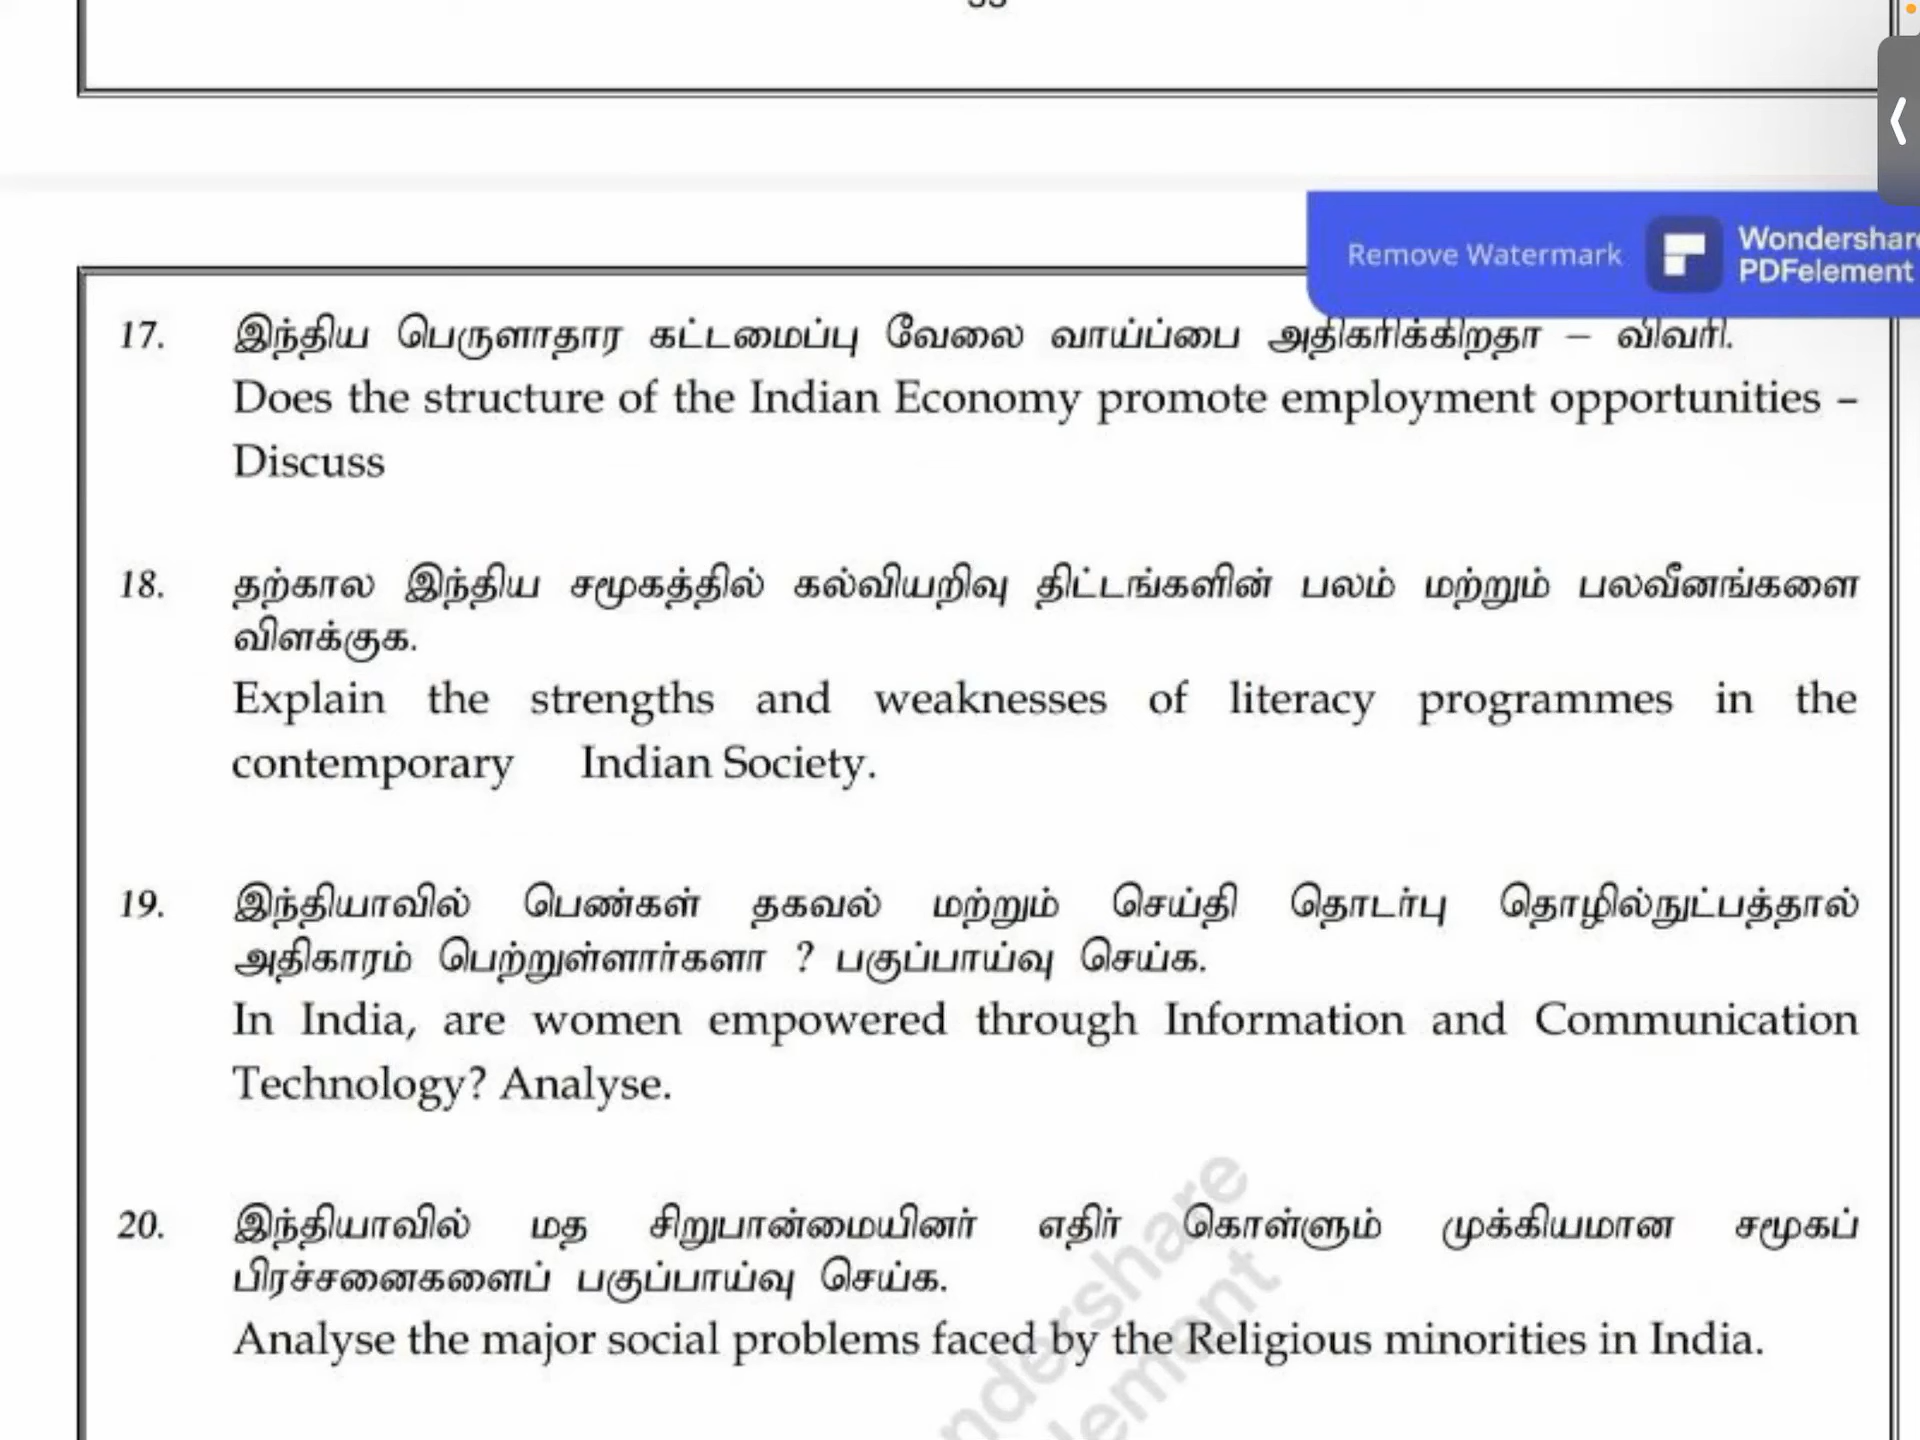 Remove Watermark
Wondershare
PDFelement
17. இந்திய பெருளாதார கட்டமைப்பு வேலை வாய்ப்பை அதிகரிக்கிறதா – விவரி.
Does the structure of the Indian Economy promote employment opportunities –
Discuss
18. தற்கால இந்திய சமூகத்தில் கல்வியறிவு திட்டங்களின் பலம் மற்றும் பலவீனங்களை
விளக்குக.
Explain the strengths and weaknesses of literacy programmes in the
contemporary Indian Society.
19. இந்தியாவில் பெண்கள் தகவல் மற்றும் செய்தி தொடர்பு தொழில்நுட்பத்தால்
அதிகாரம் பெற்றுள்ளார்களா ? பகுப்பாய்வு செய்க.
In India, are women empowered through Information and Communication
Technology? Analyse.
20. இந்தியாவில் மத சிறுபான்மையினர் எதிர் கொள்ளும் முக்கியமான சமூகப்
பிரச்சனைகளைப் பகுப்பாய்வு செய்க.
Analyse the major social problems faced by the Religious minorities in India.